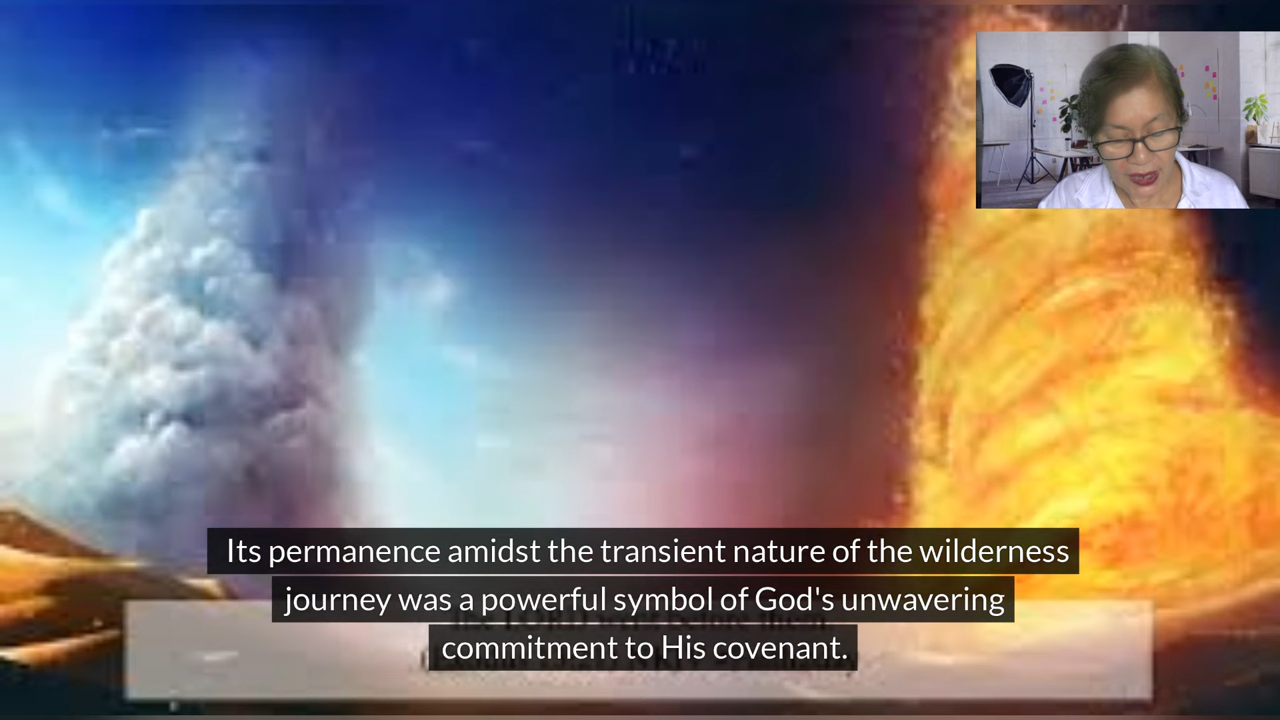 Its permanence amidst the transient nature of the wilderness
journey was a powerful symbol of God's unwavering
commitment to His covenant.